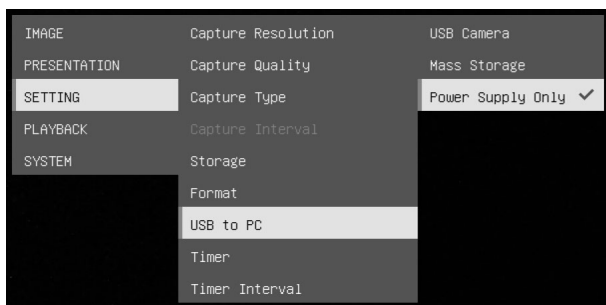 IMAGE
PRESENTATION
SETTING
PLAYBACK
SYSTEM
Capture Resolution
Capture Quality
Capture Type
Capture Interval
Storage
Format
USB to PC
Timer
Timer Interval
USB Camera
Mass Storage
Power Supply Only ✓